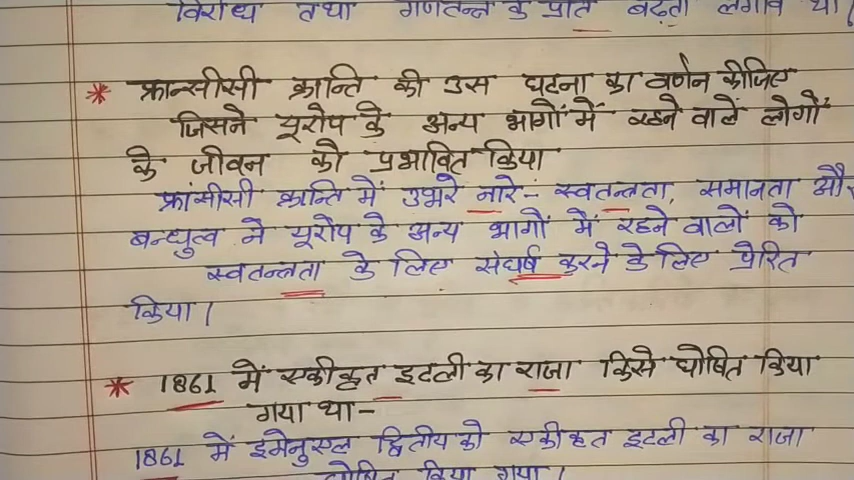 विरोध तथा गणतन्त्र के प्रति बढ़ता लगाव था।
* फ्रान्सीसी क्रान्ति की उस घटना का वर्णन कीजिए
जिसने यूरोप के अन्य भागों में रहने वाले लोगों
के जीवन को प्रभावित किया
फ्रांसीसी क्रान्ति में उभरे नारे - स्वतन्त्रता, समानता औ
बन्धुत्व ने यूरोप के अन्य भागों में रहने वालों को
स्वतन्त्रता के लिए संघर्ष करने के लिए प्रेरित
किया।
* 1861 में एकीकृत इटली का राजा किसे घोषित किया
गया था -
1861 में इमेनुएल द्वितीय को एकीकृत इटली का राजा
घोषित किया गया।